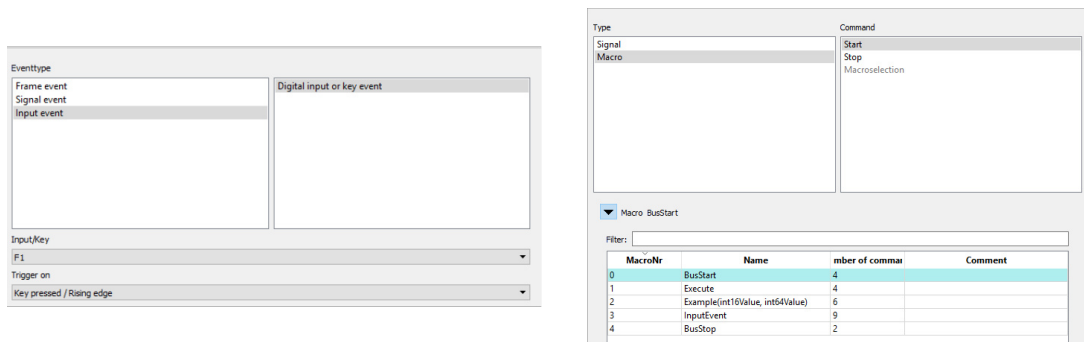 Eventtype
Frame event
Signal event
Input event
Digital input or key event
Input/Key
F1
Trigger on
Key pressed / Rising edge
Type
Command
Signal
Macro
Start
Stop
Macroselection
Macro BusStart
Filter:
MacroNr Name mber of commar Comment
0 BusStart 4
1 Execute 4
2 Example(int16Value, int64Value) 6
3 InputEvent 9
4 BusStop 2